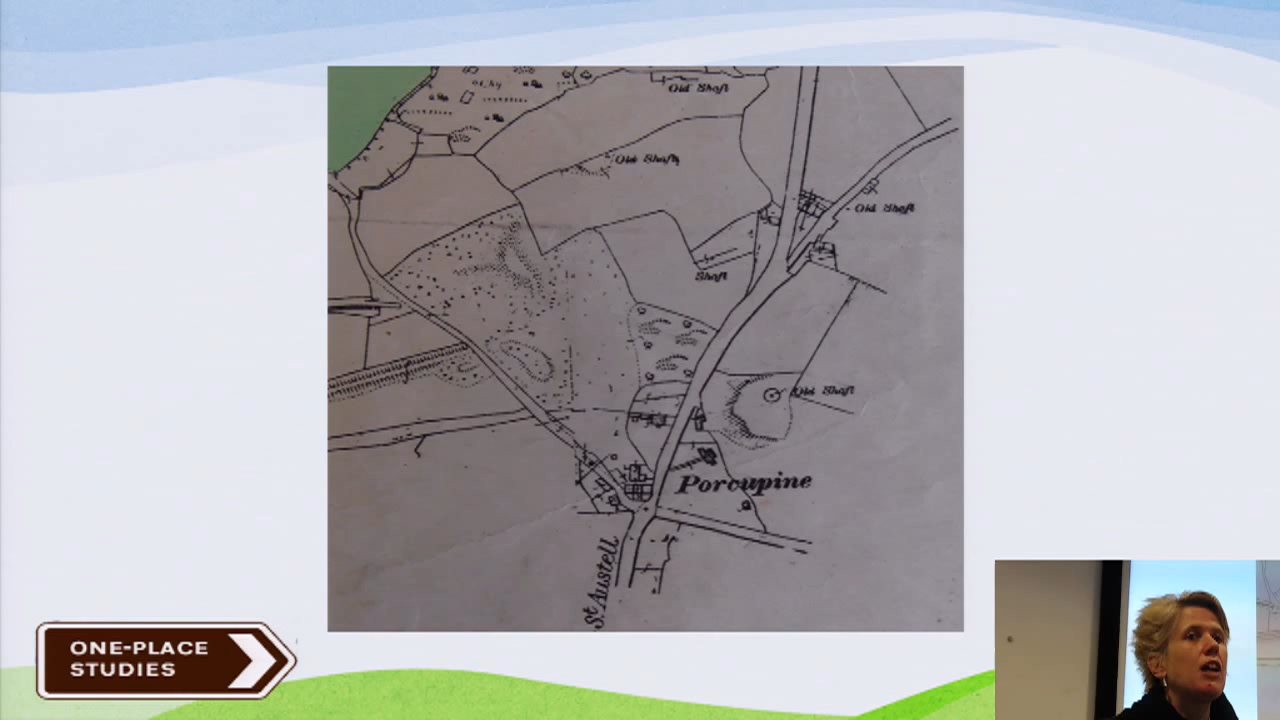 Old Shaft
Old Shaft
Old Shaft
Shaft
Old Shaft
Porcupine
St Austell
ONE-PLACE
STUDIES